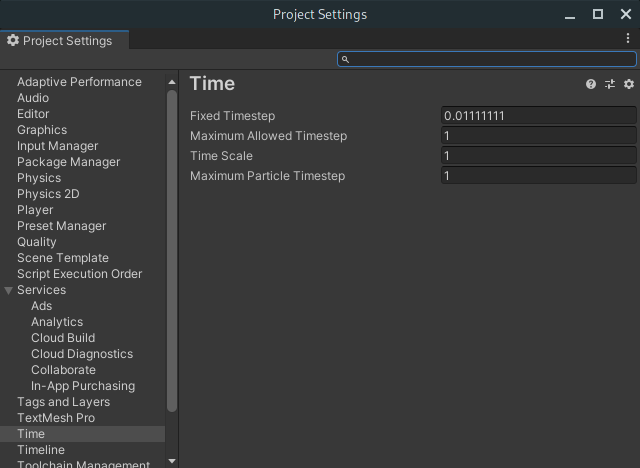 Project Settings
Project Settings
Time
Adaptive Performance
Audio
Editor
Graphics
Input Manager
Package Manager
Physics
Physics 2D
Player
Preset Manager
Quality
Scene Template
Script Execution Order
Services
Ads
Analytics
Cloud Build
Cloud Diagnostics
Collaborate
In-App Purchasing
Tags and Layers
TextMesh Pro
Time
Timeline
Toolchain Management
Fixed Timestep 0.01111111
Maximum Allowed Timestep 1
Time Scale 1
Maximum Particle Timestep 1